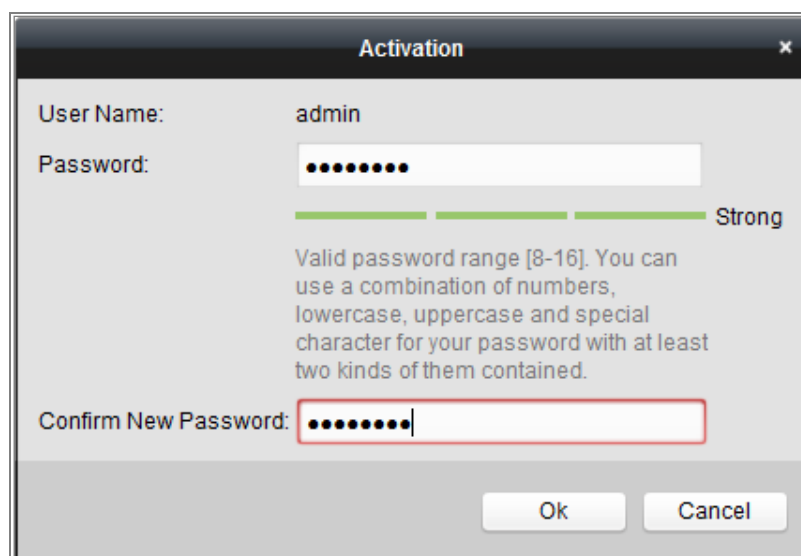 Activation
User Name: admin
Password: ••••••••
Strong
Valid password range [8-16]. You can
use a combination of numbers,
lowercase, uppercase and special
character for your password with at least
two kinds of them contained.
Confirm New Password: ••••••••
Ok Cancel